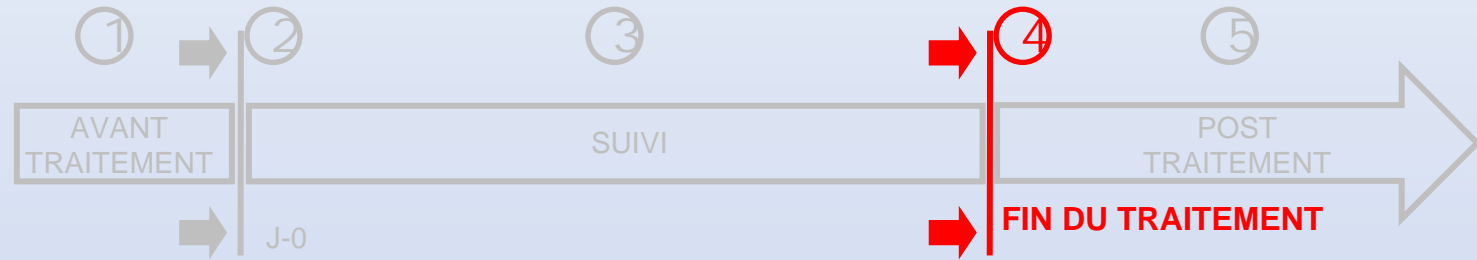 1
2
3
4
5
AVANT
TRAITEMENT
SUIVI
POST
TRAITEMENT
J-0
FIN DU TRAITEMENT